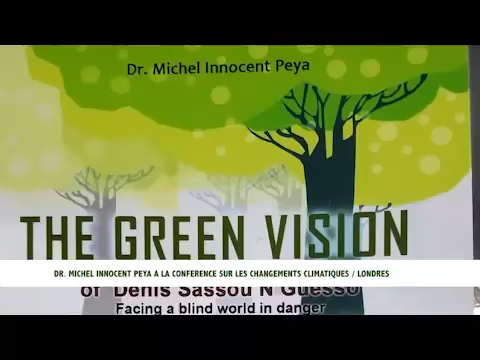 Dr. Michel Innocent Peya
THE GREEN VISION
DR. MICHEL INNOCENT PEYA A LA CONFERENCE SUR LES CHANGEMENTS CLIMATIQUES / LONDRES
of Denis Sassou N Guesso
Facing a blind world in danger